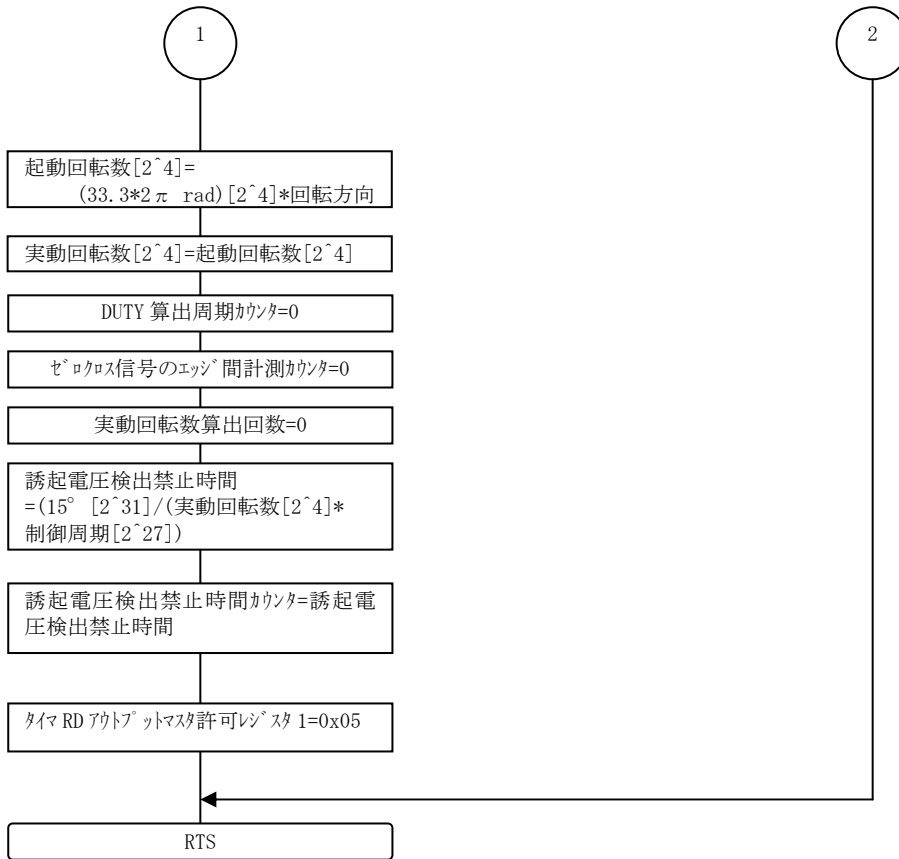 1
2
起動回転数[2^4]=
(33.3*2π rad)[2^4]*回転方向
実動回転数[2^4]=起動回転数[2^4]
DUTY 算出周期ｶｳﾝﾀ=0
ｾﾞﾛｸﾛｽ信号のｴｯｼﾞ間計測ｶｳﾝﾀ=0
実動回転数算出回数=0
誘起電圧検出禁止時間
=(15° [2^31]/(実動回転数[2^4]*
制御周期[2^27])
誘起電圧検出禁止時間ｶｳﾝﾀ=誘起電
圧検出禁止時間
ﾀｲﾏ RD ｱｳﾄﾌﾟｯﾄﾏｽﾀ許可ﾚｼﾞｽﾀ 1=0x05
RTS